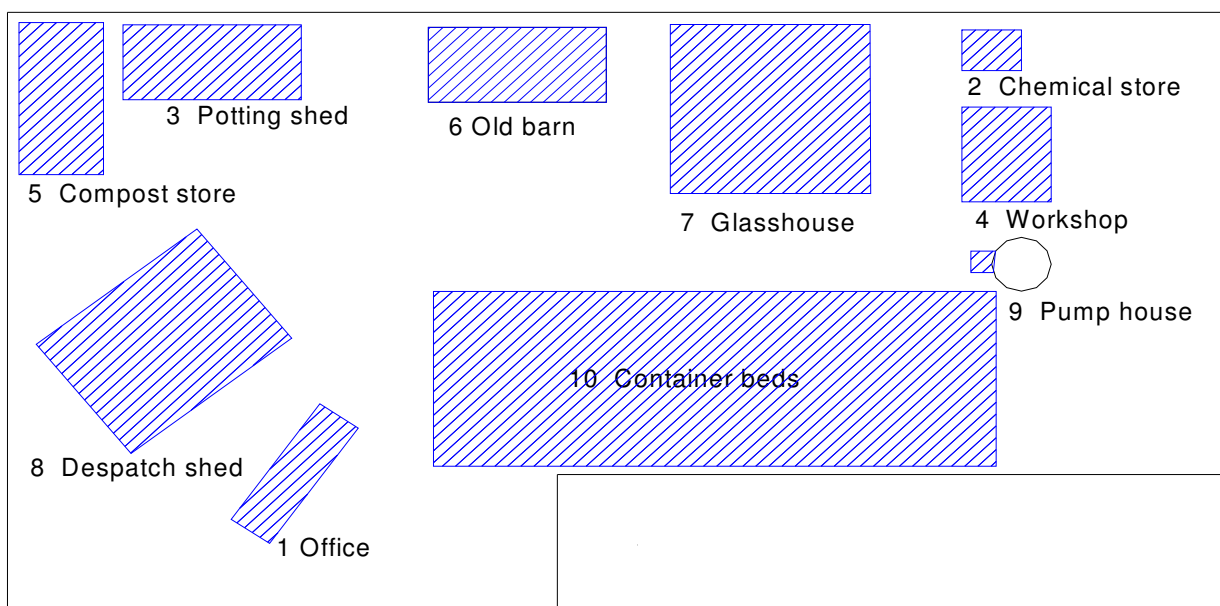 2 Chemical store
3 Potting shed
6 Old barn
5 Compost store
7 Glasshouse
4 Workshop
9 Pump house
10 Container beds
8 Despatch shed
1 Office